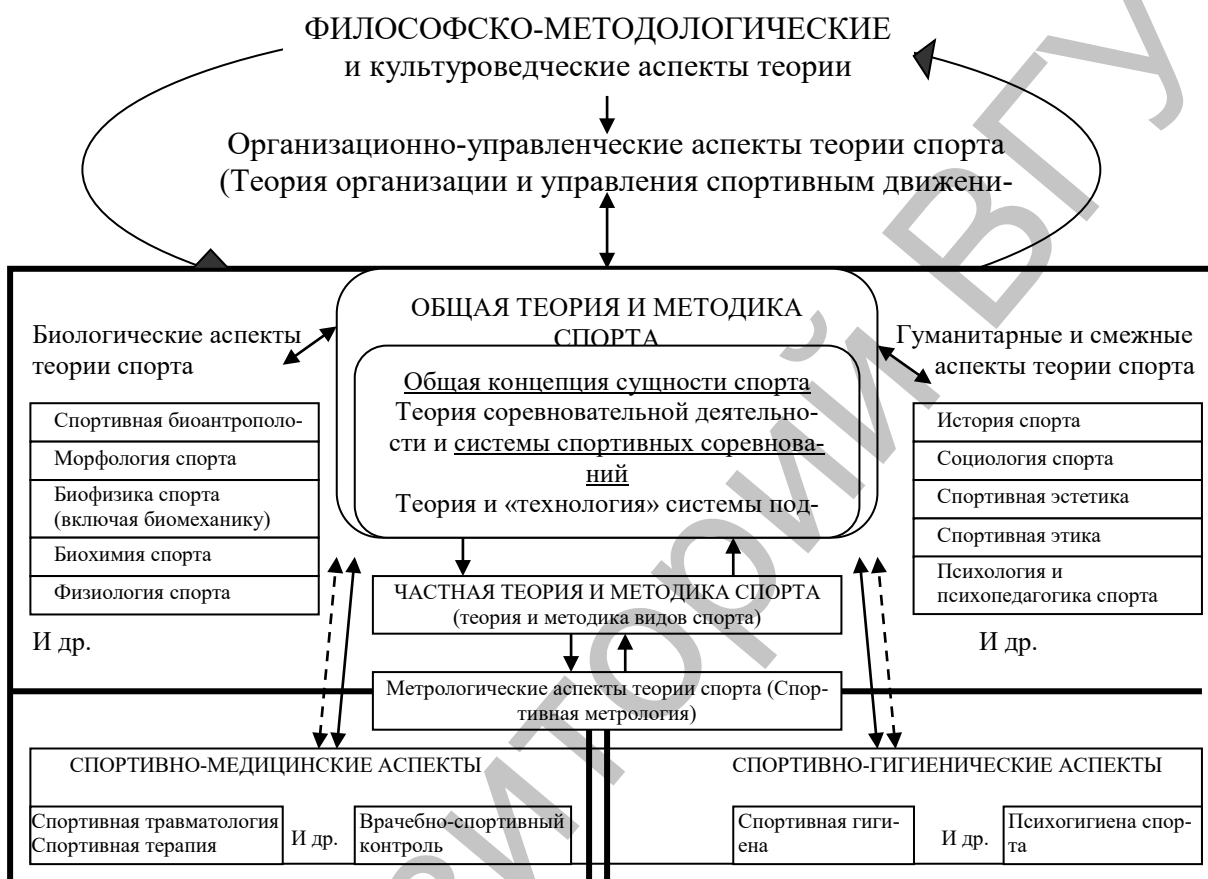 ФИЛОСОФСКО-МЕТОДОЛОГИЧЕСКИЕ
и культуроведческие аспекты теории
Организационно-управленческие аспекты теории спорта
(Теория организации и управления спортивным движени-
Биологические аспекты
теории спорта
Спортивная биоантрополо-
Морфология спорта
Биофизика спорта
(включая биомеханику)
Биохимия спорта
Физиология спорта
И др.
ОБЩАЯ ТЕОРИЯ И МЕТОДИКА
СПОРТА
Общая концепция сущности спорта
Теория соревновательной деятельно-
сти и системы спортивных соревнова-
ний
Теория и «технология» системы под-
Гуманитарные и смежные
аспекты теории спорта
История спорта
Социология спорта
Спортивная эстетика
Спортивная этика
Психология и
психопедагогика спорта
И др.
ЧАСТНАЯ ТЕОРИЯ И МЕТОДИКА СПОРТА
(теория и методика видов спорта)
Метрологические аспекты теории спорта (Спор-
тивная метрология)
СПОРТИВНО-МЕДИЦИНСКИЕ АСПЕКТЫ
Спортивная травматология
Спортивная терапия
И др.
Врачебно-спортивный
контроль
СПОРТИВНО-ГИГИЕНИЧЕСКИЕ АСПЕКТЫ
Спортивная гиги-
ена
И др.
Психогигиена спор-
та
виторий ВГУ